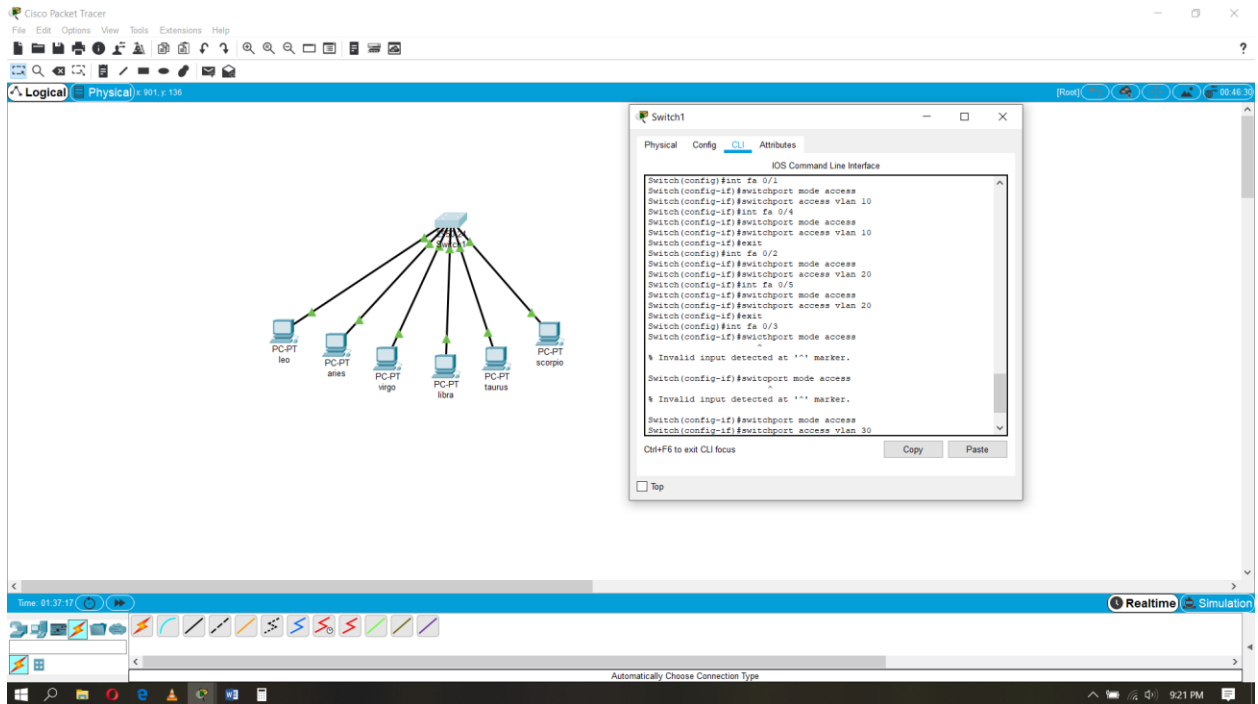 Cisco Packet Tracer
File Edit Options View Tools Extensions Help
?
Logical Physical x: 901, y: 136 [Root] 00:46:30
Switch1
Physical Config CLI Attributes
IOS Command Line Interface
Switch(config)#int fa 0/1
Switch(config-if)#switchport mode access
Switch(config-if)#switchport access vlan 10
Switch(config-if)#int fa 0/4
Switch(config-if)#switchport mode access
Switch(config-if)#switchport access vlan 10
Switch(config-if)#exit
Switch(config)#int fa 0/2
Switch(config-if)#switchport mode access
Switch(config-if)#switchport access vlan 20
Switch(config-if)#int fa 0/5
Switch(config-if)#switchport mode access
Switch(config-if)#switchport access vlan 20
Switch(config-if)#exit
Switch(config)#int fa 0/3
Switch(config-if)#swicthport mode access
^
% Invalid input detected at '^' marker.
Switch(config-if)#switcport mode access
^
% Invalid input detected at '^' marker.
Switch(config-if)#switchport mode access
Switch(config-if)#switchport access vlan 30
Ctrl+F6 to exit CLI focus
Copy Paste
Top
Switch1
PC-PT
leo
PC-PT
aries
PC-PT
virgo
PC-PT
libra
PC-PT
taurus
PC-PT
scorpio
Time: 01:37:17 Realtime Simulation
Automatically Choose Connection Type
9:21 PM